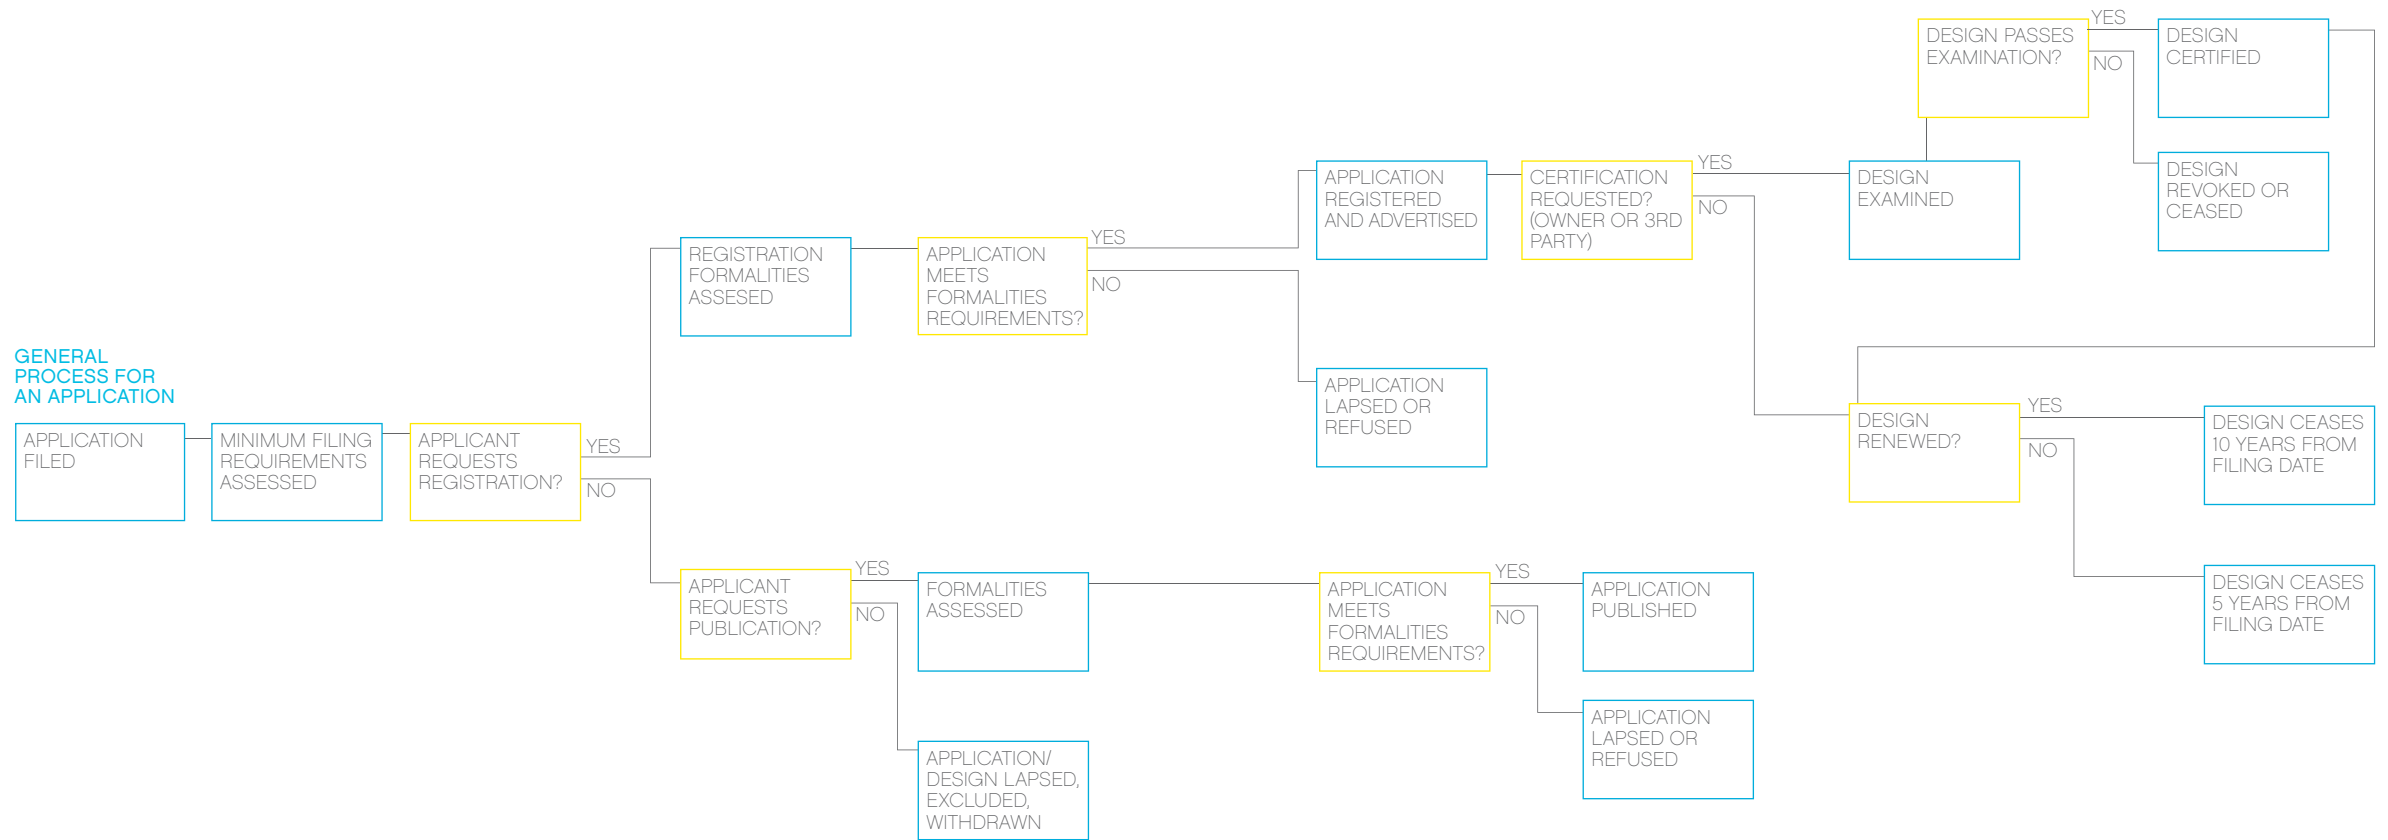 GENERAL
PROCESS FOR
AN APPLICATION
APPLICATION
FILED
MINIMUM FILING
REQUIREMENTS
ASSESSED
APPLICANT
REQUESTS
REGISTRATION?
YES
NO
REGISTRATION
FORMALITIES
ASSESED
APPLICATION
MEETS
FORMALITIES
REQUIREMENTS?
YES
NO
APPLICATION
REGISTERED
AND ADVERTISED
APPLICATION
LAPSED OR
REFUSED
CERTIFICATION
REQUESTED?
(OWNER OR 3RD
PARTY)
YES
NO
DESIGN
EXAMINED
DESIGN PASSES
EXAMINATION?
YES
NO
DESIGN
CERTIFIED
DESIGN
REVOKED OR
CEASED
DESIGN
RENEWED?
YES
NO
DESIGN CEASES
10 YEARS FROM
FILING DATE
DESIGN CEASES
5 YEARS FROM
FILING DATE
APPLICANT
REQUESTS
PUBLICATION?
YES
NO
FORMALITIES
ASSESSED
APPLICATION/
DESIGN LAPSED,
EXCLUDED,
WITHDRAWN
APPLICATION
MEETS
FORMALITIES
REQUIREMENTS?
YES
NO
APPLICATION
PUBLISHED
APPLICATION
LAPSED OR
REFUSED